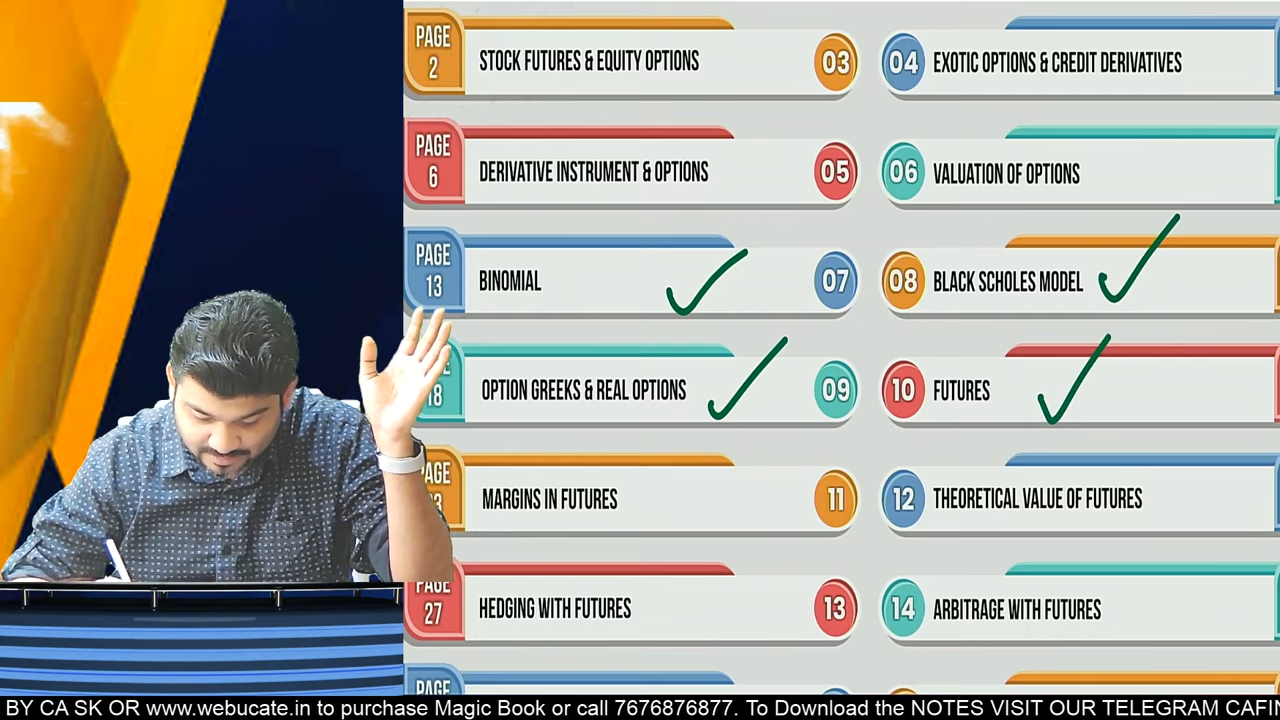 PAGE
2
STOCK FUTURES & EQUITY OPTIONS
03
04
EXOTIC OPTIONS & CREDIT DERIVATIVES
PAGE
6
DERIVATIVE INSTRUMENT & OPTIONS
05
06
VALUATION OF OPTIONS
PAGE
13
BINOMIAL
07
08
BLACK SCHOLES MODEL
18
OPTION GREEKS & REAL OPTIONS
09
10
FUTURES
MARGINS IN FUTURES
11
12
THEORETICAL VALUE OF FUTURES
PAGE
27
HEDGING WITH FUTURES
13
14
ARBITRAGE WITH FUTURES
PAGE
BY CA SK OR www.webucate.in to purchase Magic Book or call 7676876877. To Download the NOTES VISIT OUR TELEGRAM CAFIN